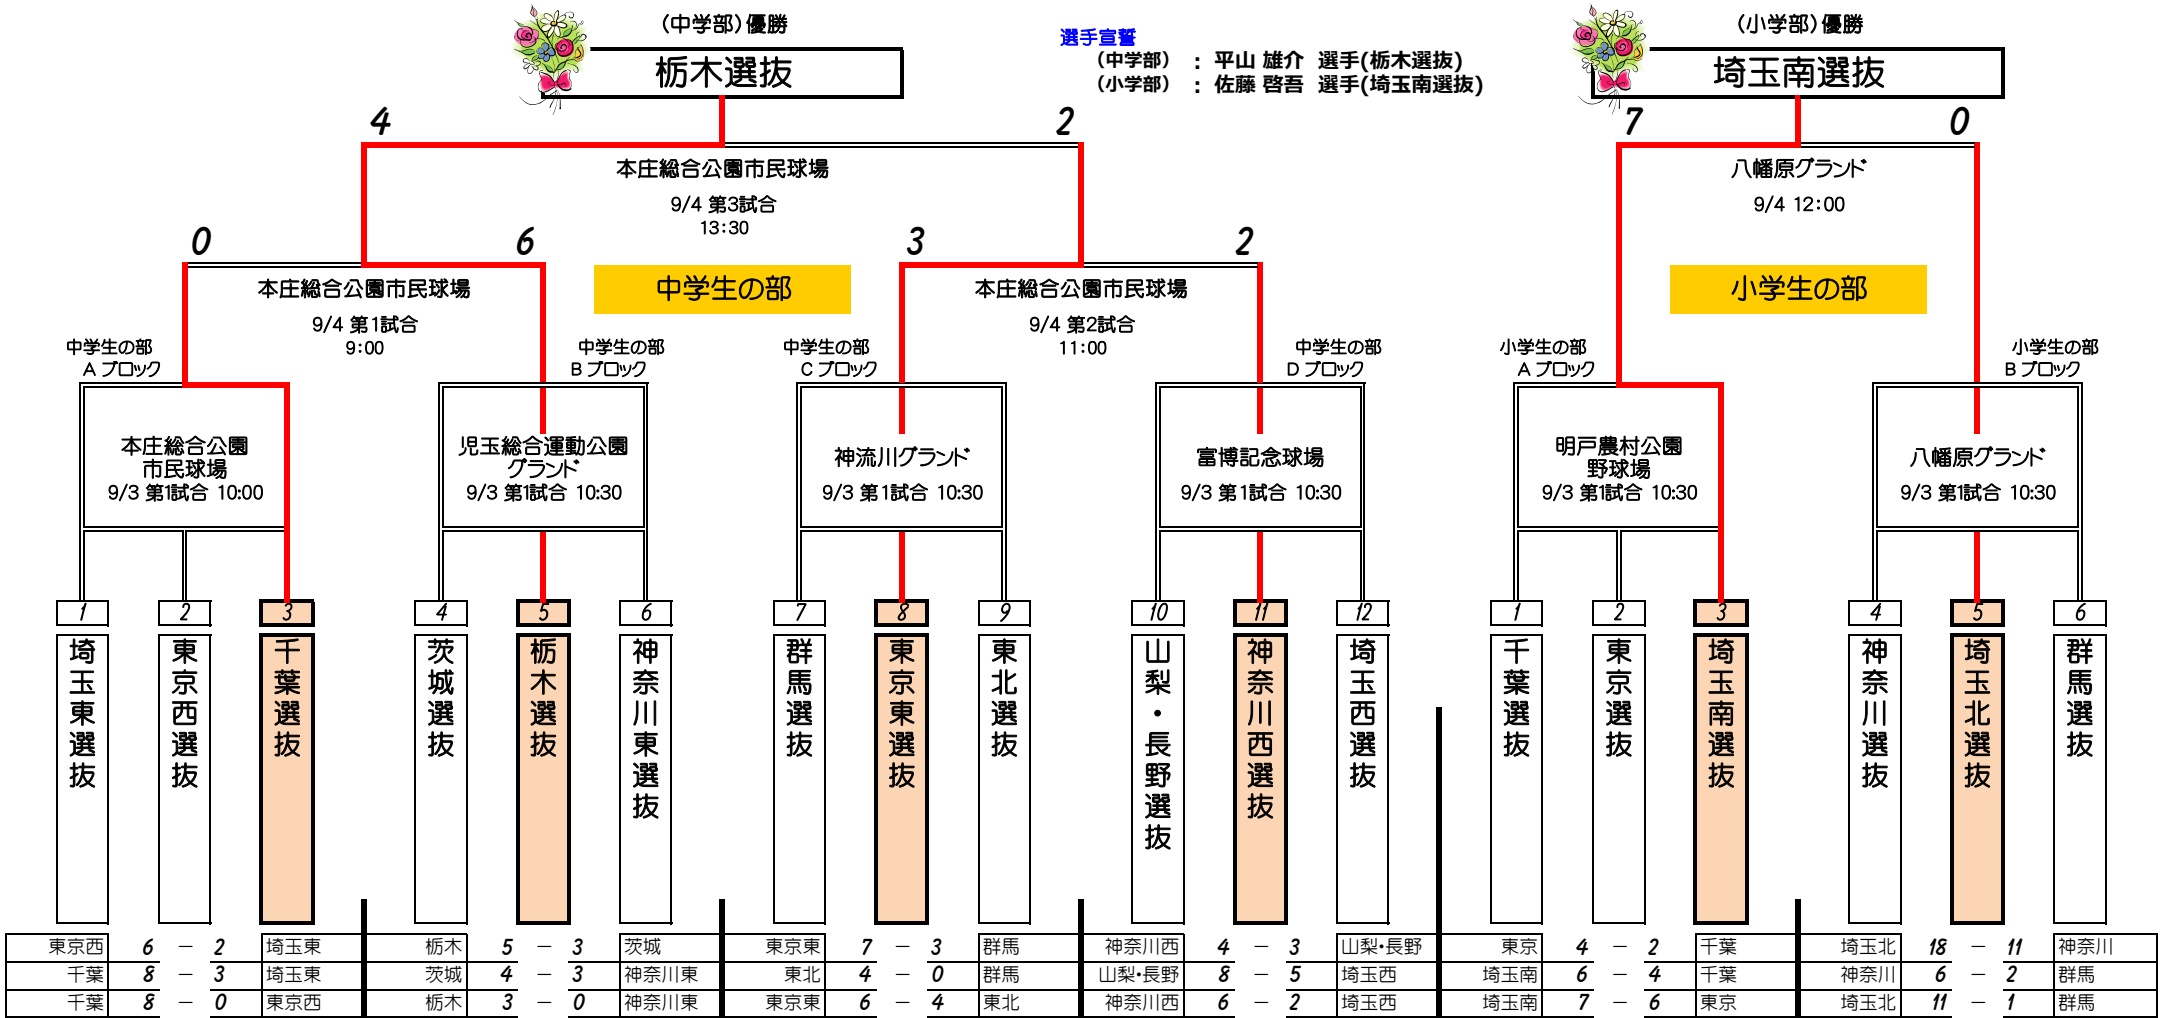 (中学部)優勝
栃木選抜
選手宣誓
(中学部) : 平山 雄介 選手(栃木選抜)
(小学部) : 佐藤 啓吾 選手(埼玉南選抜)
(小学部)優勝
埼玉南選抜
4 2
本庄総合公園市民球場
9/4 第3試合
13:30
7 0
八幡原グランド
9/4 12:00
0 6
本庄総合公園市民球場
9/4 第1試合
9:00
中学生の部
3 2
本庄総合公園市民球場
9/4 第2試合
11:00
小学生の部
中学生の部
A ブロック
中学生の部
B ブロック
中学生の部
C ブロック
中学生の部
D ブロック
小学生の部
A ブロック
小学生の部
B ブロック
本庄総合公園
市民球場
9/3 第1試合 10:00
児玉総合運動公園
グランド
9/3 第1試合 10:30
神流川グランド
9/3 第1試合 10:30
富博記念球場
9/3 第1試合 10:30
明戸農村公園
野球場
9/3 第1試合 10:30
八幡原グランド
9/3 第1試合 10:30
1 2 3 4 5 6 7 8 9 10 11 12 1 2 3 4 5 6
埼玉東選抜
東京西選抜
千葉選抜
茨城選抜
栃木選抜
神奈川東選抜
群馬選抜
東京東選抜
東北選抜
山梨・長野選抜
神奈川西選抜
埼玉西選抜
千葉選抜
東京選抜
埼玉南選抜
神奈川選抜
埼玉北選抜
群馬選抜
東京西 6 − 2 埼玉東 栃木 5 − 3 茨城 東京東 7 − 3 群馬 神奈川西 4 − 3 山梨・長野 東京 4 − 2 千葉 埼玉北 18 − 11 神奈川
千葉 8 − 3 埼玉東 茨城 4 − 3 神奈川東 東北 4 − 0 群馬 山梨・長野 8 − 5 埼玉西 埼玉南 6 − 4 千葉 神奈川 6 − 2 群馬
千葉 8 − 0 東京西 栃木 3 − 0 神奈川東 東京東 6 − 4 東北 神奈川西 6 − 2 埼玉西 埼玉南 7 − 6 東京 埼玉北 11 − 1 群馬